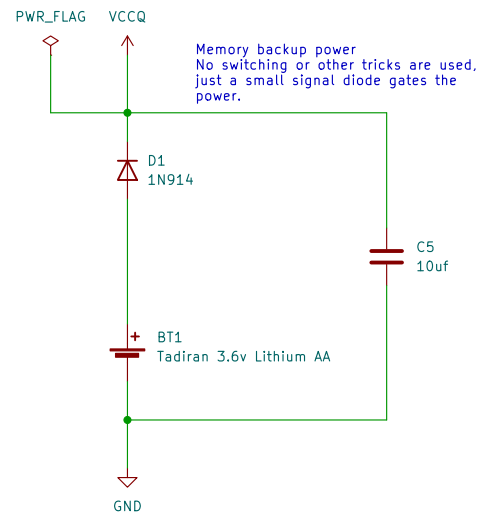 PWR_FLAG
VCCQ
Memory backup power
No switching or other tricks are used,
just a small signal diode gates the
power.
D1
1N914
C5
10uf
+
BT1
Tadiran 3.6v Lithium AA
GND